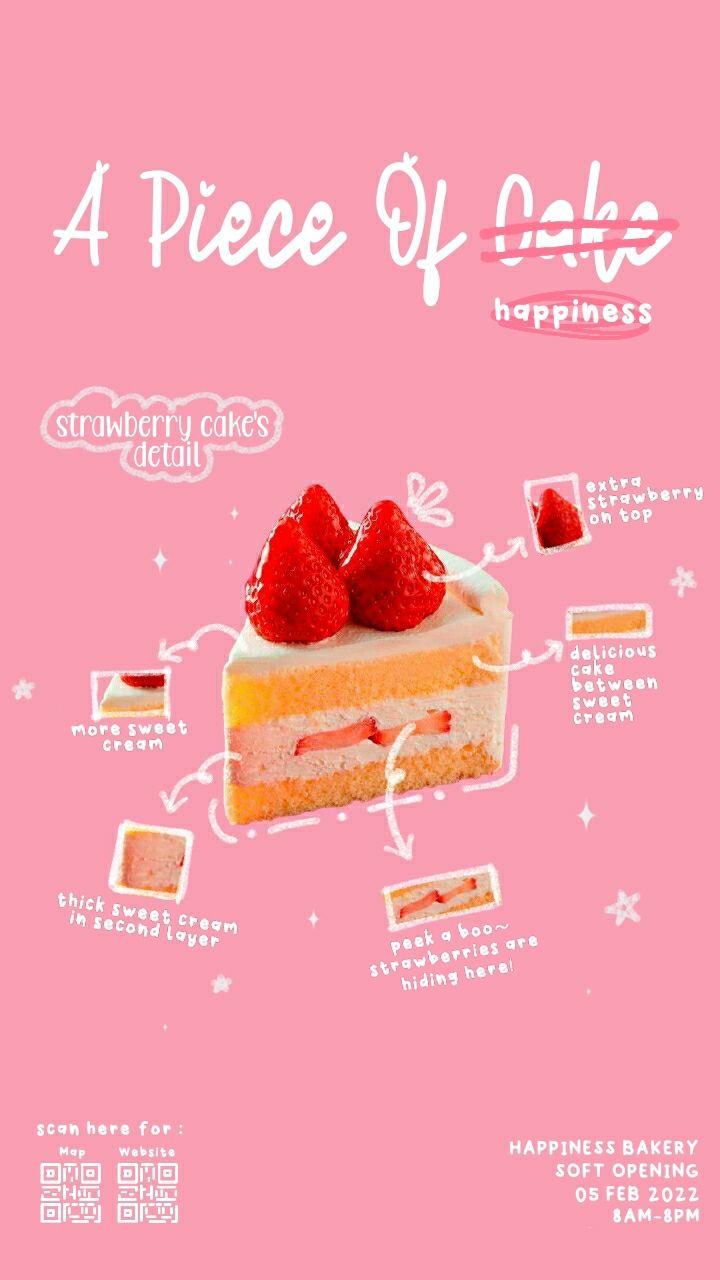 A Piece Of Cake
happiness
strawberry cake's
detail
extra
strawberry
on top
delicious
cake
between
sweet
cream
more sweet
cream
thick sweet cream
in second layer
peek a boo~
strawberries are
hiding here!
scan here for :
Map Website
HAPPINESS BAKERY
SOFT OPENING
05 FEB 2022
8AM-8PM